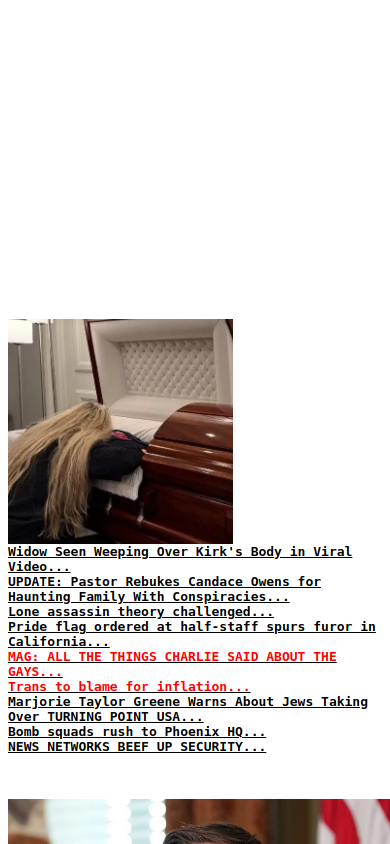 Widow Seen Weeping Over Kirk's Body in Viral
Video...
UPDATE: Pastor Rebukes Candace Owens for
Haunting Family With Conspiracies...
Lone assassin theory challenged...
Pride flag ordered at half-staff spurs furor in
California...
MAG: ALL THE THINGS CHARLIE SAID ABOUT THE
GAYS...
Trans to blame for inflation...
Marjorie Taylor Greene Warns About Jews Taking
Over TURNING POINT USA...
Bomb squads rush to Phoenix HQ...
NEWS NETWORKS BEEF UP SECURITY...